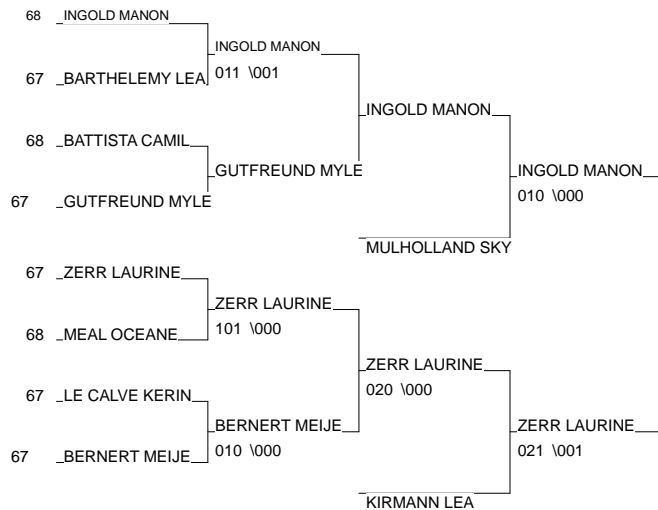 68 INGOLD MANON
INGOLD MANON
011 \001
67 BARTHELEMY LEA
INGOLD MANON
68 BATTISTA CAMIL
GUTFREUND MYLE
INGOLD MANON
010 \000
67 GUTFREUND MYLE
MULHOLLAND SKY
67 ZERR LAURINE
ZERR LAURINE
101 \000
68 MEAL OCEANE
ZERR LAURINE
020 \000
67 LE CALVE KERIN
BERNERT MEIJE
010 \000
ZERR LAURINE
021 \001
67 BERNERT MEIJE
KIRMANN LEA